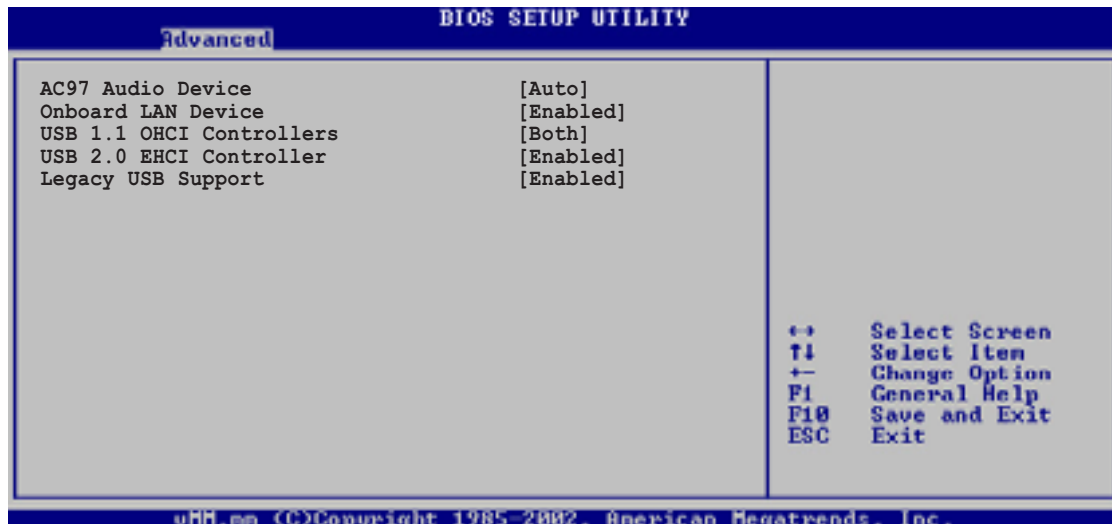 BIOS SETUP UTILITY
Advanced
AC97 Audio Device [Auto]
Onboard LAN Device [Enabled]
USB 1.1 OHCI Controllers [Both]
USB 2.0 EHCI Controller [Enabled]
Legacy USB Support [Enabled]
↔ Select Screen
↑↓ Select Item
+- Change Option
F1 General Help
F10 Save and Exit
ESC Exit
vMM.mm (C)Copyright 1985-2002, American Megatrends, Inc.